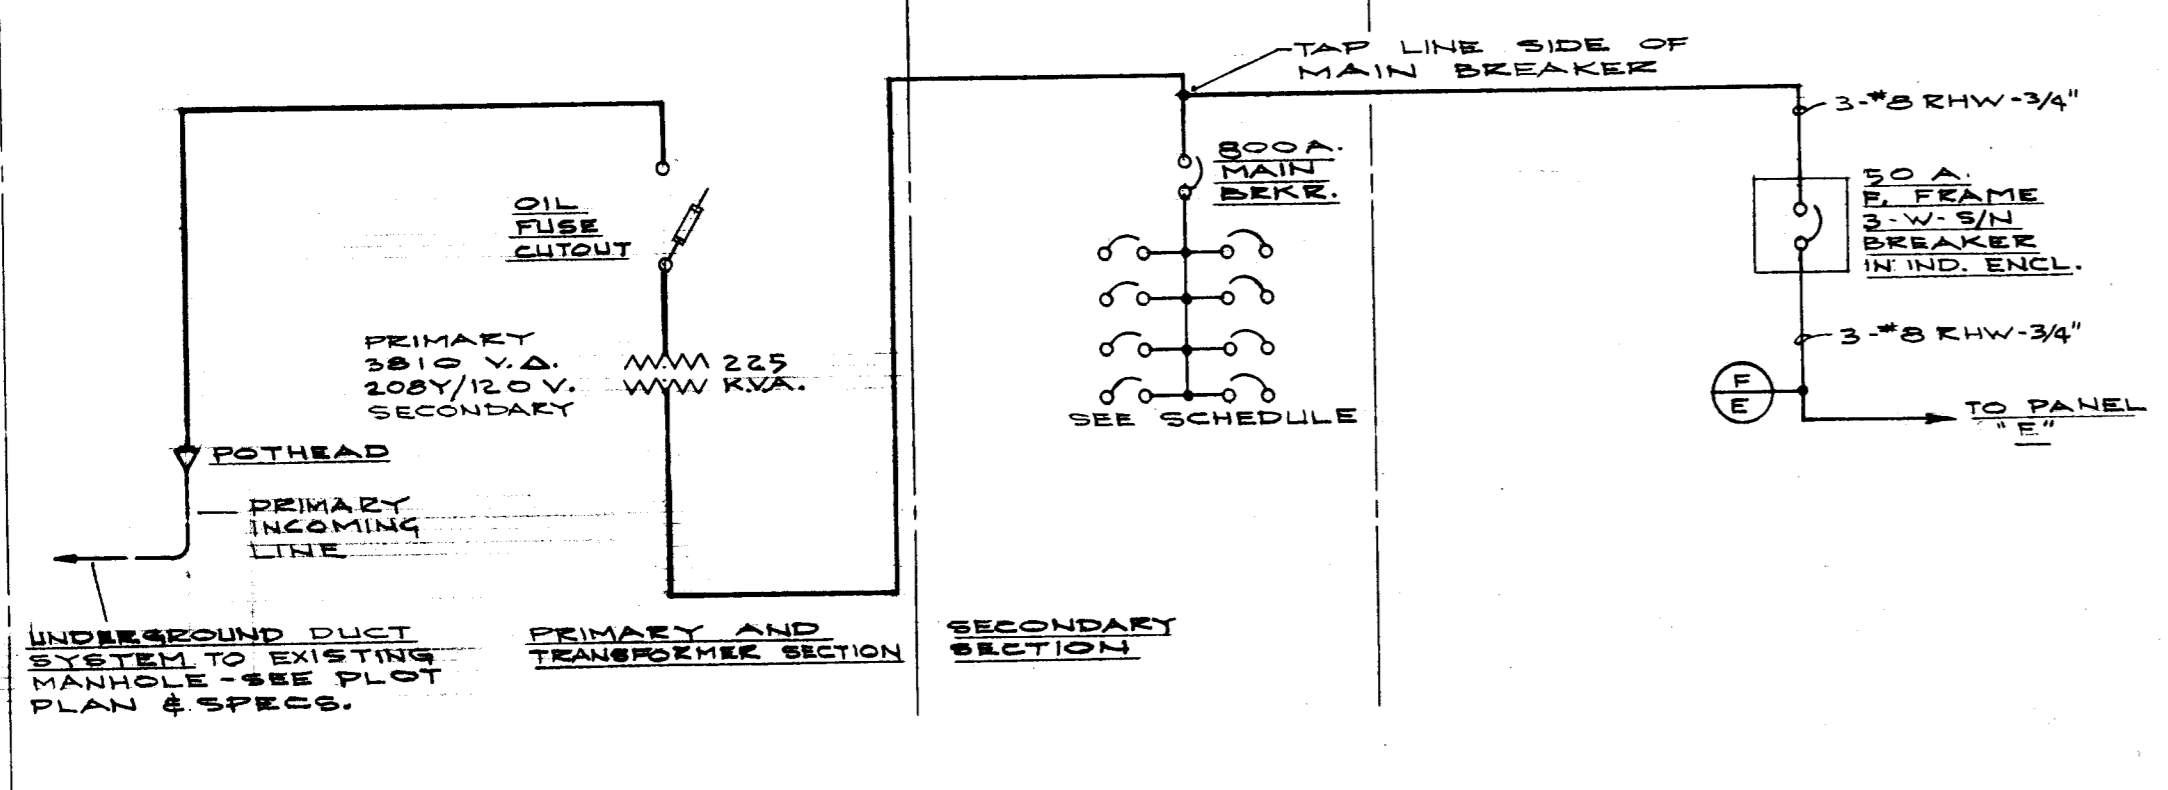 TAP LINE SIDE OF
MAIN BREAKER
3-#8 RHW-3/4"
800 A.
MAIN
BRKR.
50 A.
F. FRAME
3-W-S/N
BREAKER
IN IND. ENCL.
OIL
FUSE
CUTOUT
PRIMARY
3810 V.Δ.
208Y/120 V.
SECONDARY
225
K.V.A.
3-#8 RHW-3/4"
F
E
SEE SCHEDULE
TO PANEL
"E"
POTHEAD
PRIMARY
INCOMING
LINE
UNDERGROUND DUCT
SYSTEM TO EXISTING
MANHOLE-SEE PLOT
PLAN & SPECS.
PRIMARY AND
TRANSFORMER SECTION
SECONDARY
SECTION